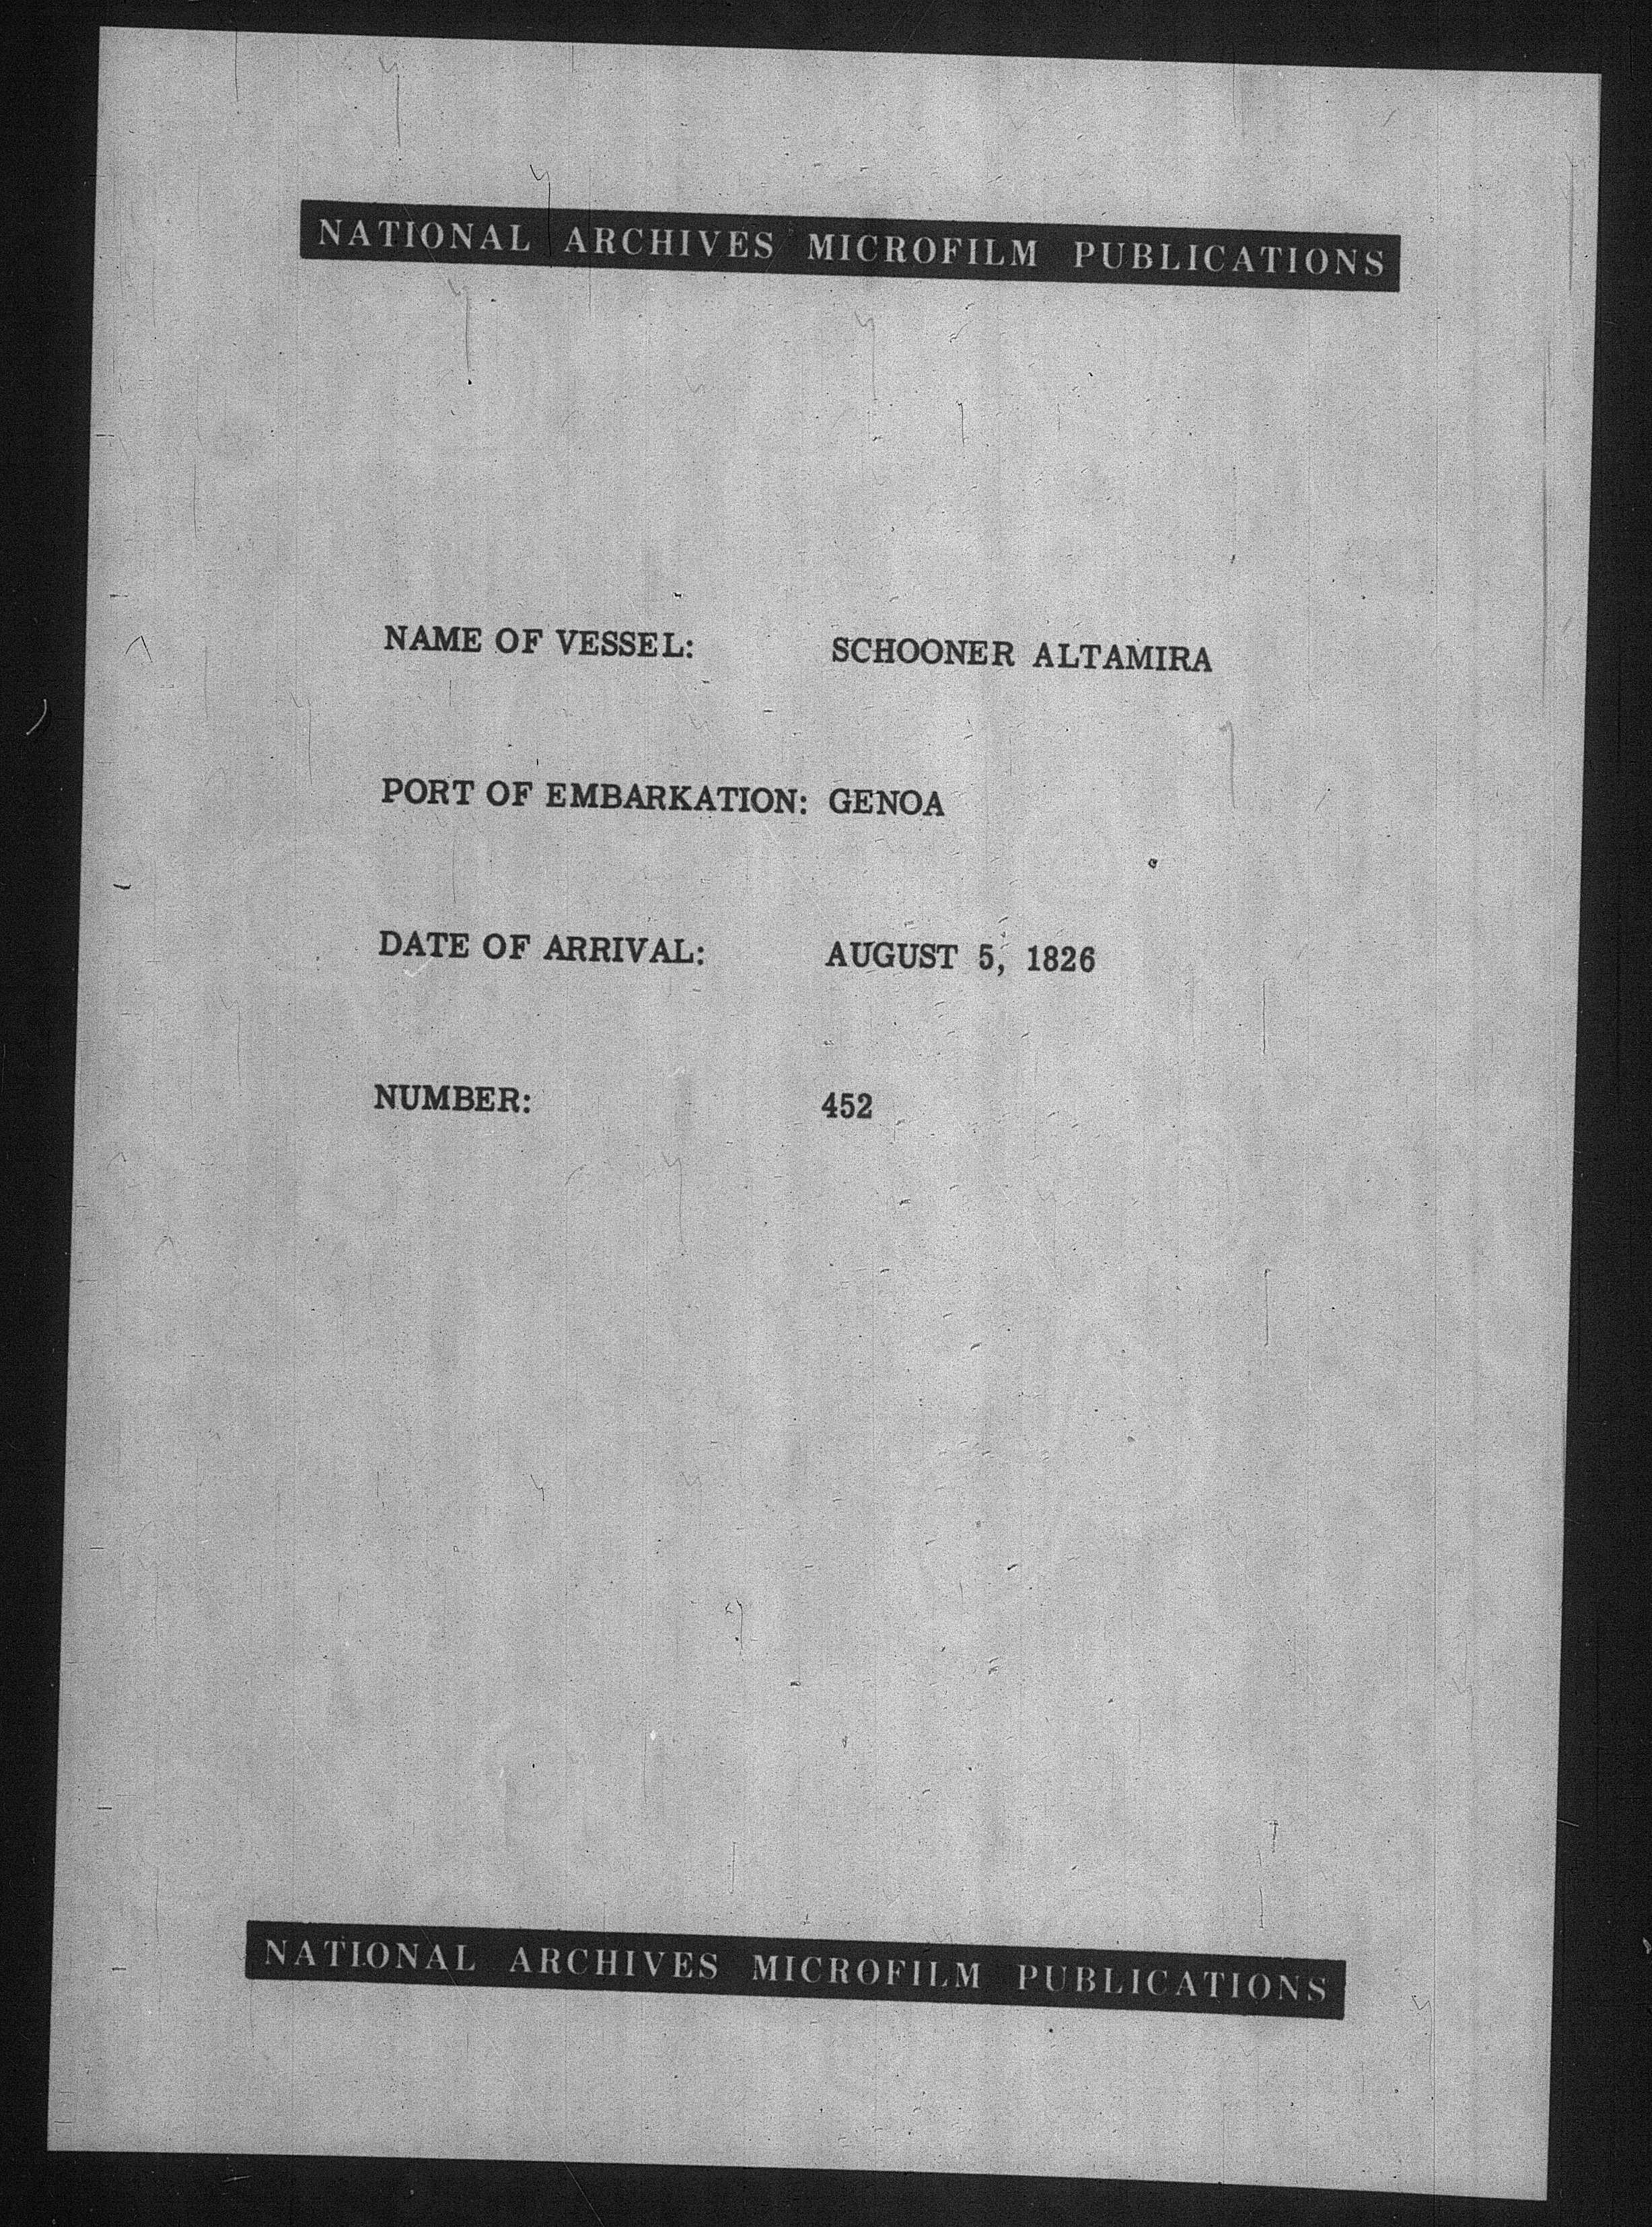 NATIONAL ARCHIVES MICROFILM PUBLICATIONS
NAME OF VESSEL: SCHOONER ALTAMIRA
PORT OF EMBARKATION: GENOA
DATE OF ARRIVAL: AUGUST 5, 1826
NUMBER: 452
NATIONAL ARCHIVES MICROFILM PUBLICATIONS